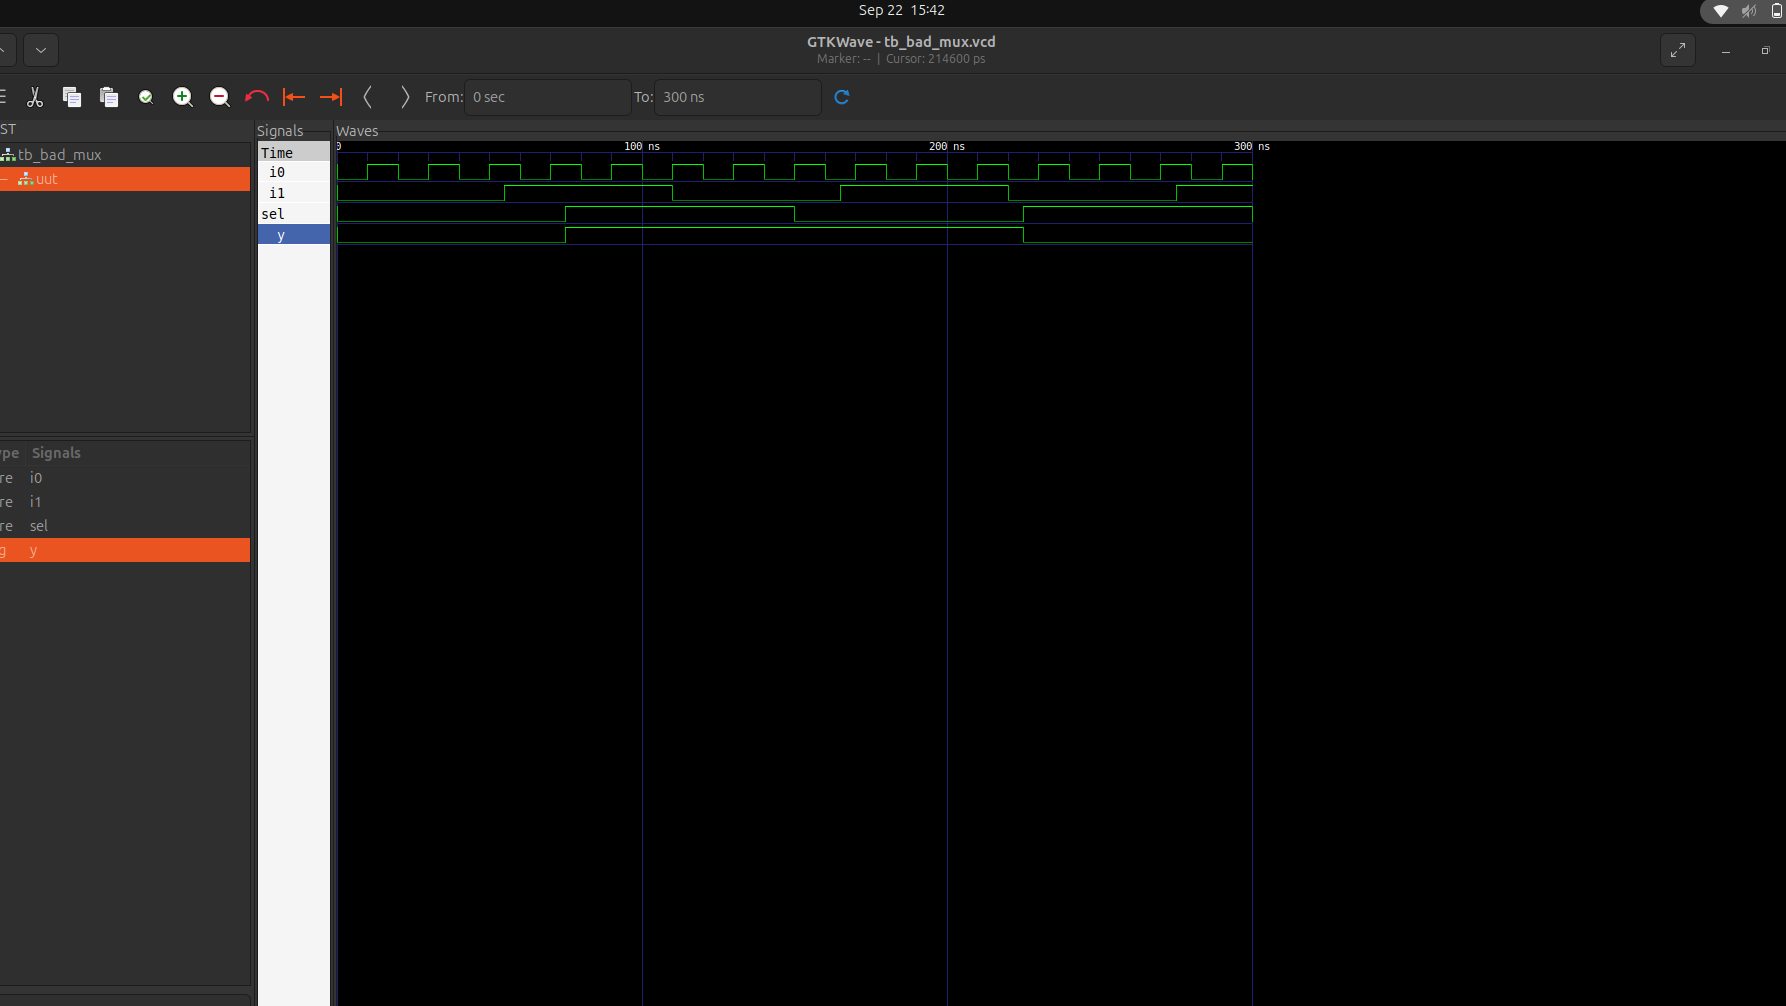 Sep 22 15:42
GTKWave - tb_bad_mux.vcd
Marker: -- | Cursor: 214600 ps
From: 0 sec To: 300 ns
ST
tb_bad_mux
uut
ype Signals
re i0
re i1
re sel
g y
Signals
Time
i0
i1
sel
y
Waves
0 100 ns 200 ns 300 ns